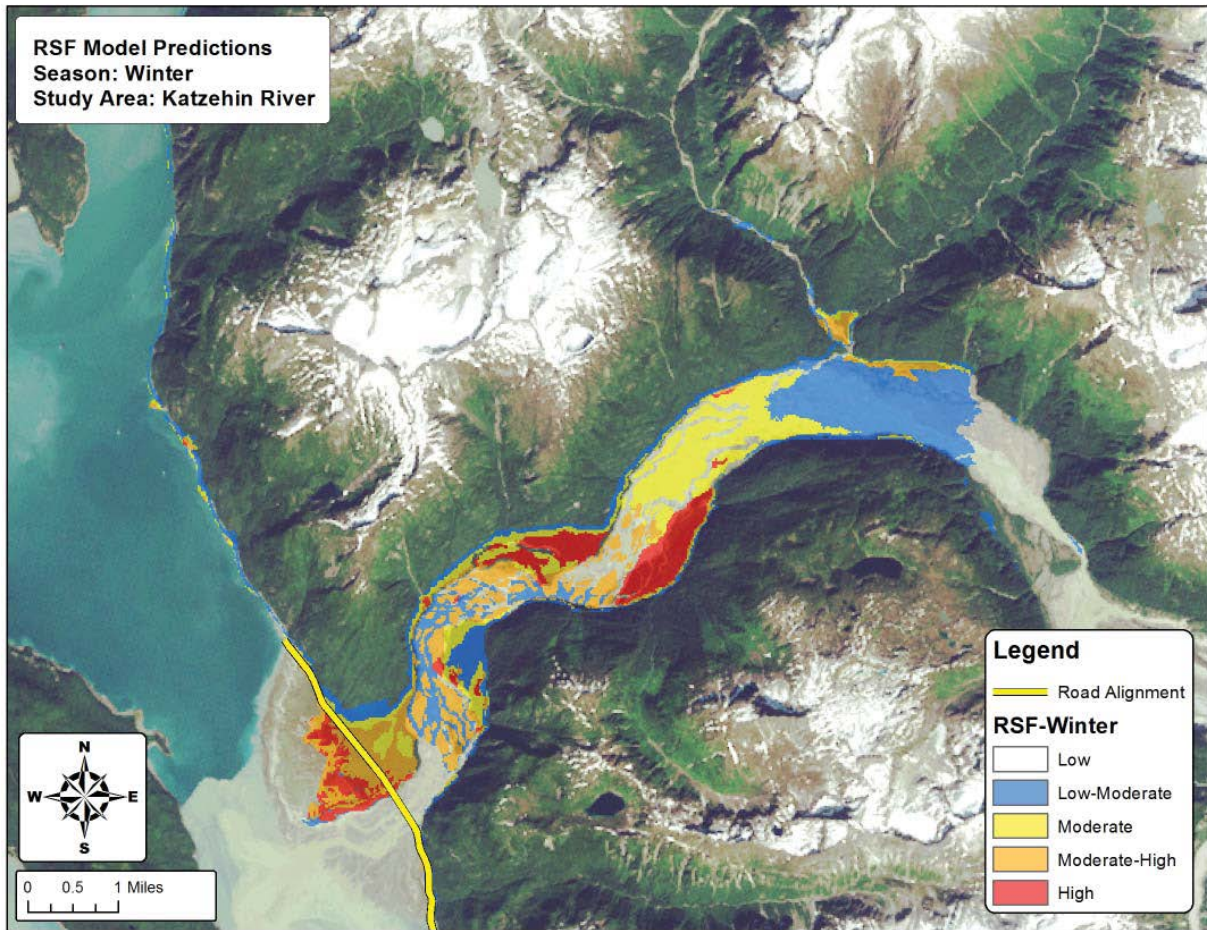 RSF Model Predictions
Season: Winter
Study Area: Katzehin River
Legend
Road Alignment
RSF-Winter
Low
Low-Moderate
Moderate
Moderate-High
High
N
W E
S
0 0.5 1 Miles